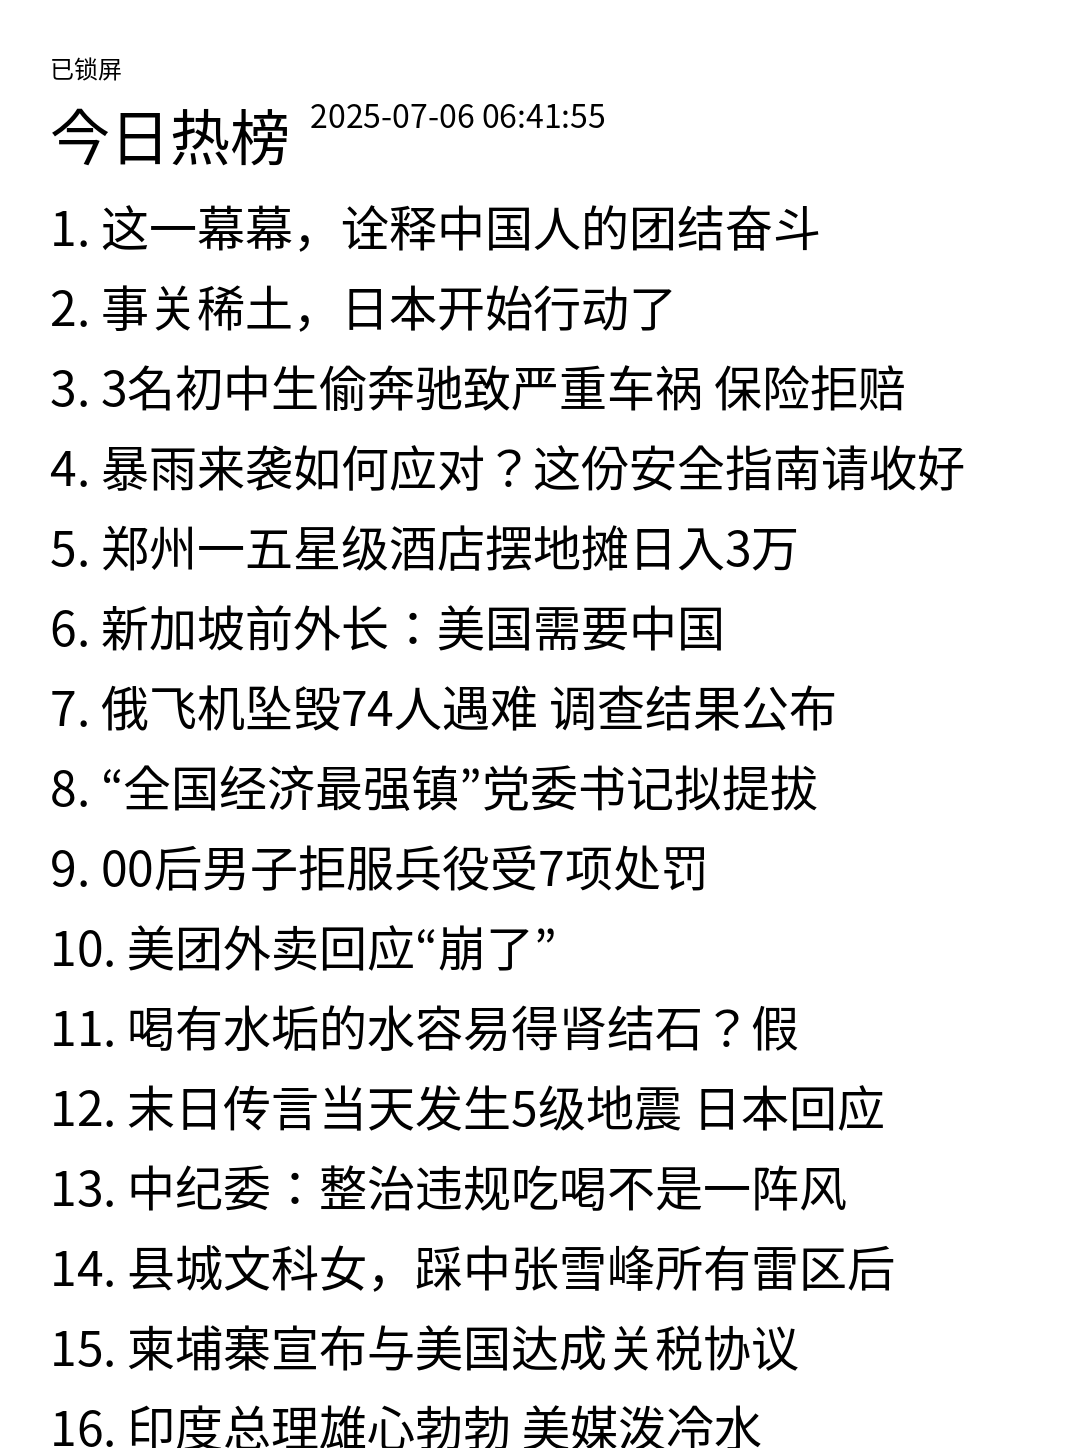 已锁屏
今日热榜 2025-07-06 06:41:55
1. 这一幕幕，诠释中国人的团结奋斗
2. 事关稀土，日本开始行动了
3. 3名初中生偷奔驰致严重车祸 保险拒赔
4. 暴雨来袭如何应对？这份安全指南请收好
5. 郑州一五星级酒店摆地摊日入3万
6. 新加坡前外长：美国需要中国
7. 俄飞机坠毁74人遇难 调查结果公布
8. “全国经济最强镇”党委书记拟提拔
9. 00后男子拒服兵役受7项处罚
10. 美团外卖回应“崩了”
11. 喝有水垢的水容易得肾结石？假
12. 末日传言当天发生5级地震 日本回应
13. 中纪委：整治违规吃喝不是一阵风
14. 县城文科女，踩中张雪峰所有雷区后
15. 柬埔寨宣布与美国达成关税协议
16. 印度总理雄心勃勃 美媒泼冷水